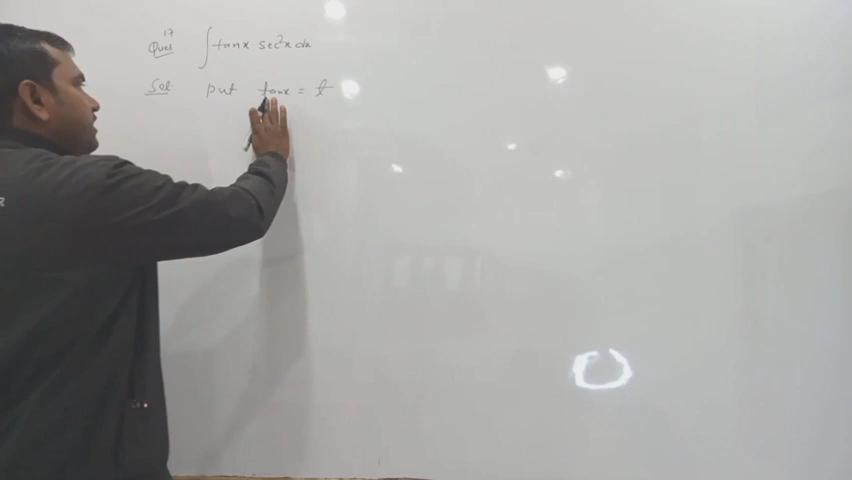 17
Ques ∫ tanx sec²x dx
Sol. put tanx = t